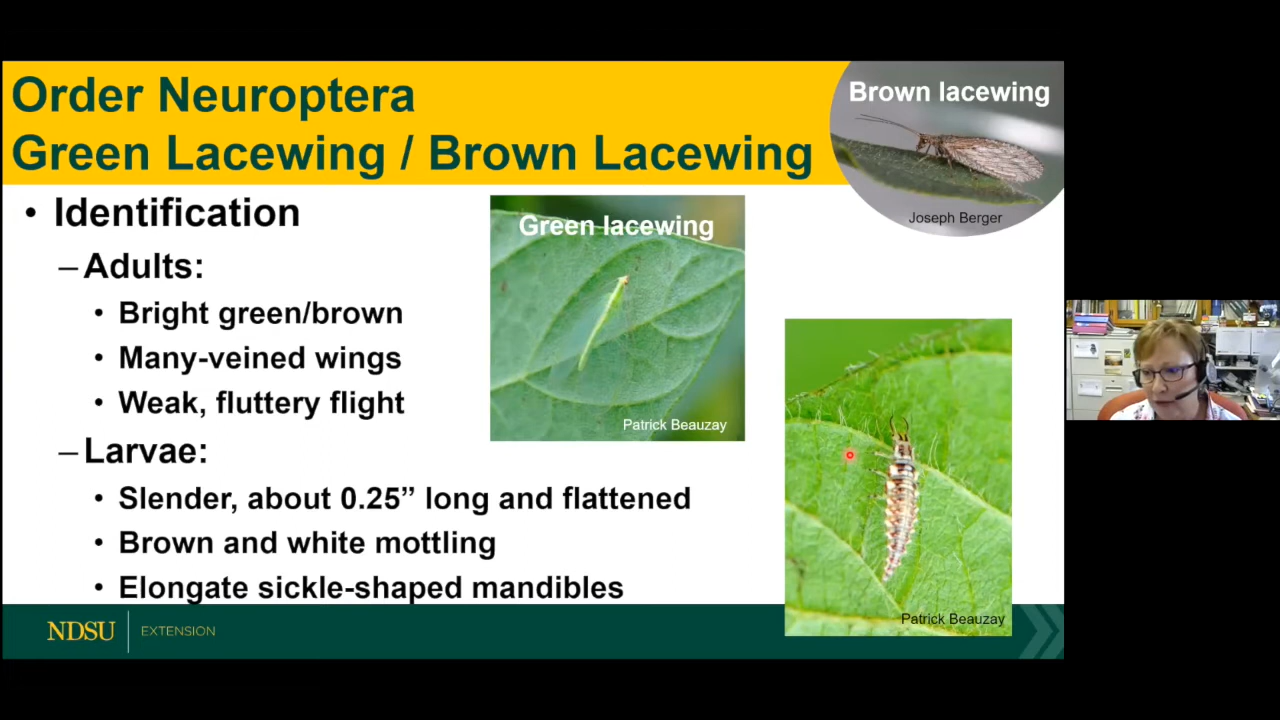 Order Neuroptera
Green Lacewing / Brown Lacewing
Brown lacewing
Joseph Berger
• Identification
– Adults:
• Bright green/brown
• Many-veined wings
• Weak, fluttery flight
– Larvae:
• Slender, about 0.25” long and flattened
• Brown and white mottling
• Elongate sickle-shaped mandibles
Green lacewing
Patrick Beauzay
Patrick Beauzay
NDSU EXTENSION